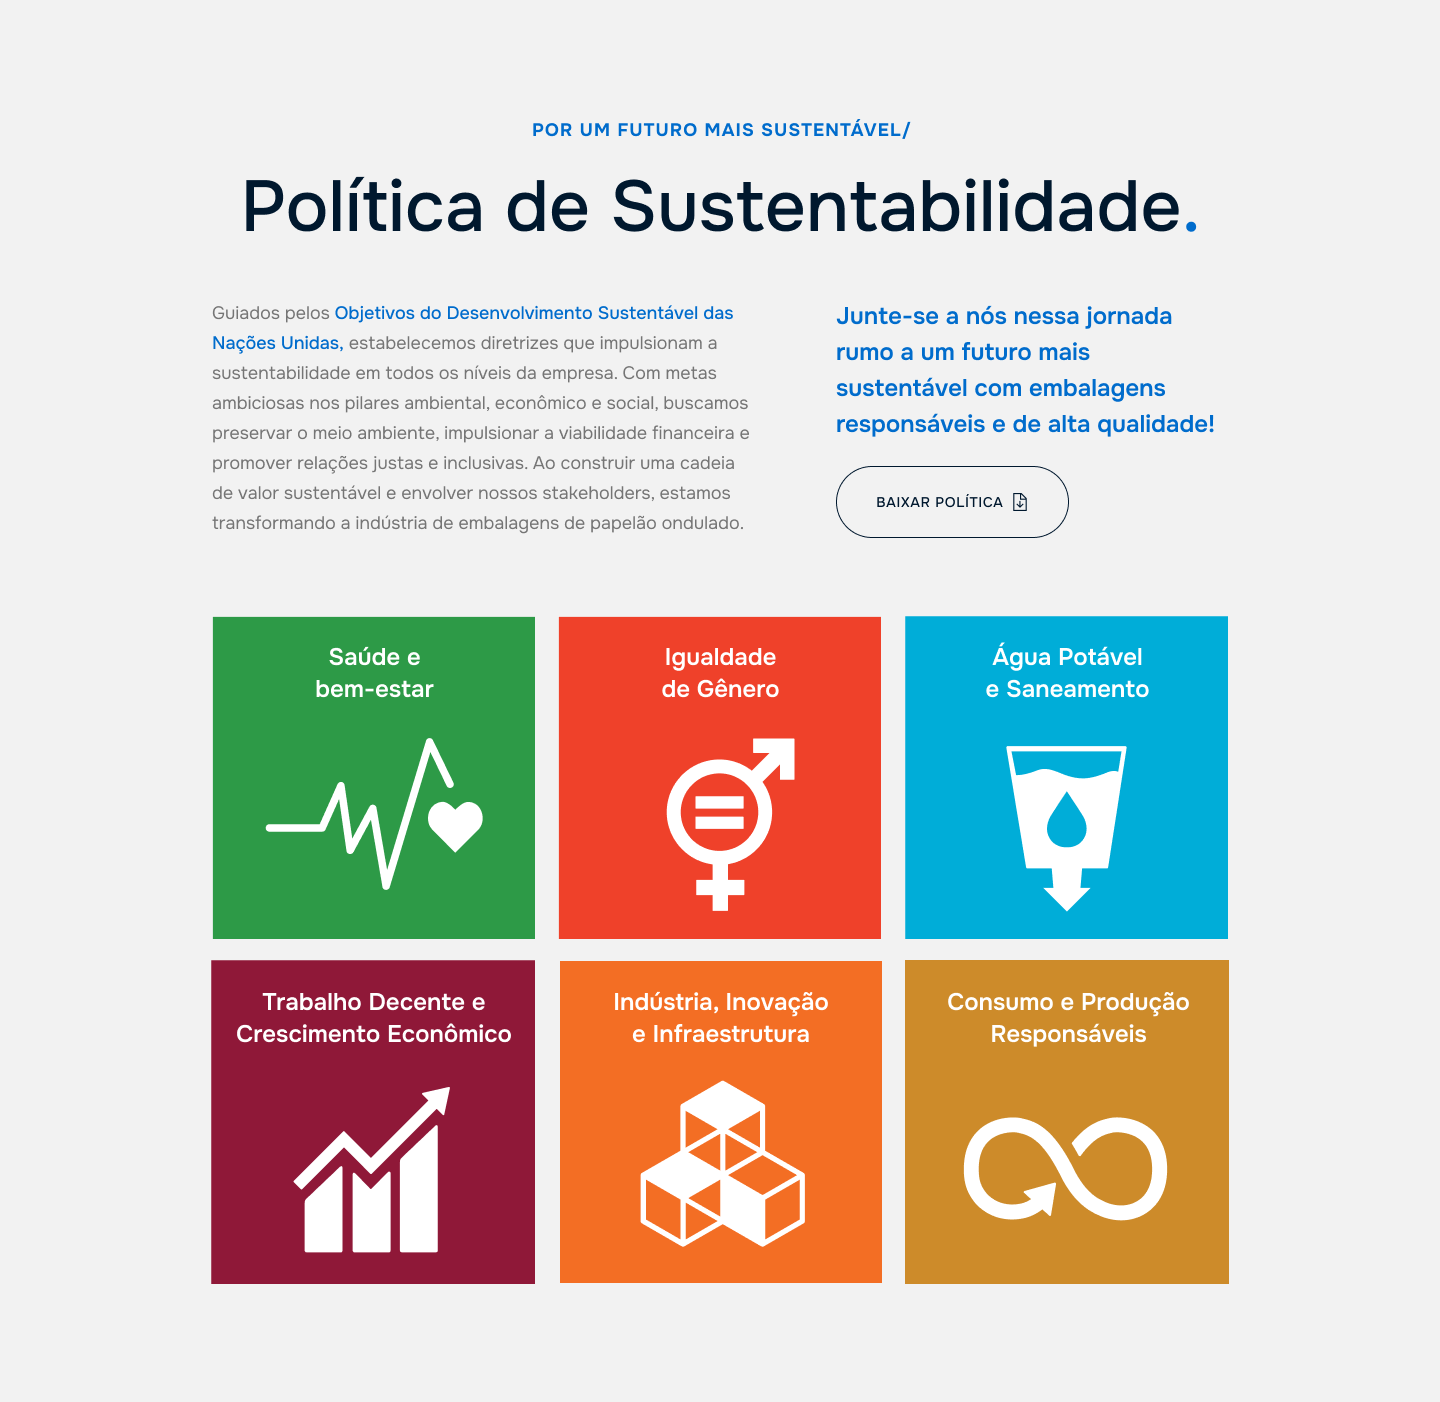 POR UM FUTURO MAIS SUSTENTÁVEL/
Política de Sustentabilidade.
Guiados pelos Objetivos do Desenvolvimento Sustentável das
Nações Unidas, estabelecemos diretrizes que impulsionam a
sustentabilidade em todos os níveis da empresa. Com metas
ambiciosas nos pilares ambiental, econômico e social, buscamos
preservar o meio ambiente, impulsionar a viabilidade financeira e
promover relações justas e inclusivas. Ao construir uma cadeia
de valor sustentável e envolver nossos stakeholders, estamos
transformando a indústria de embalagens de papelão ondulado.
Junte-se a nós nessa jornada
rumo a um futuro mais
sustentável com embalagens
responsáveis e de alta qualidade!
BAIXAR POLÍTICA
Saúde e
bem-estar
Igualdade
de Gênero
Água Potável
e Saneamento
Trabalho Decente e
Crescimento Econômico
Indústria, Inovação
e Infraestrutura
Consumo e Produção
Responsáveis